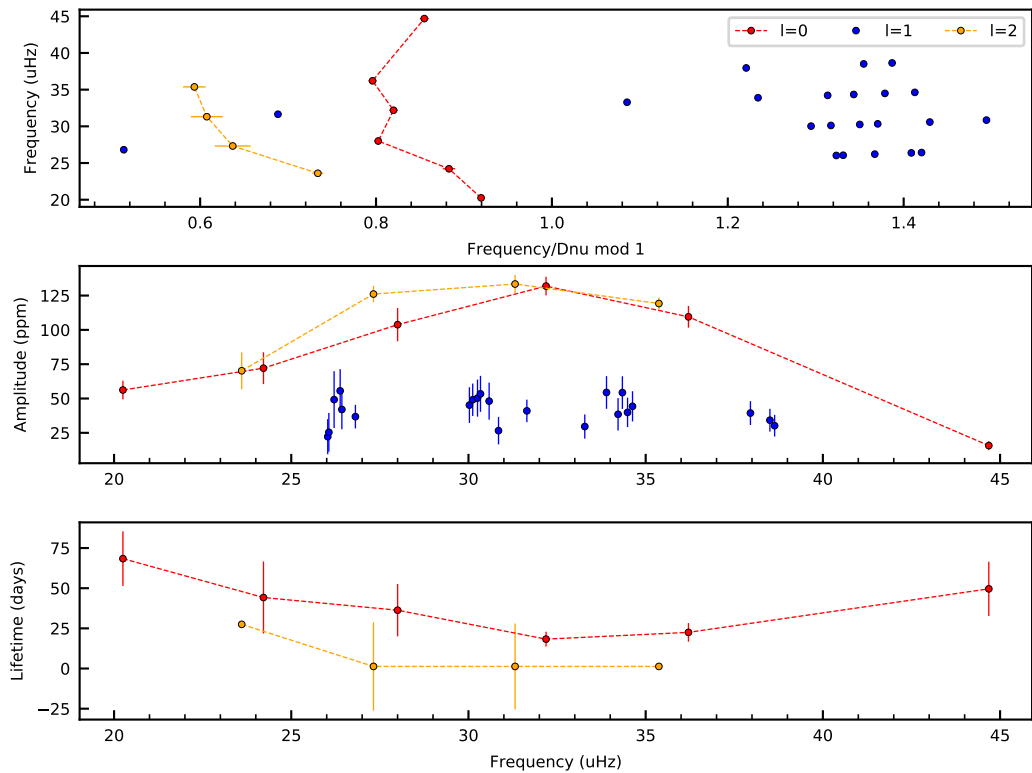 45
40
35
30
25
20
Frequency (uHz)
l=0 l=1 l=2
0.6 0.8 1.0 1.2 1.4
Frequency/Dnu mod 1
125
100
75
50
25
Amplitude (ppm)
20 25 30 35 40 45
75
50
25
0
−25
Lifetime (days)
20 25 30 35 40 45
Frequency (uHz)